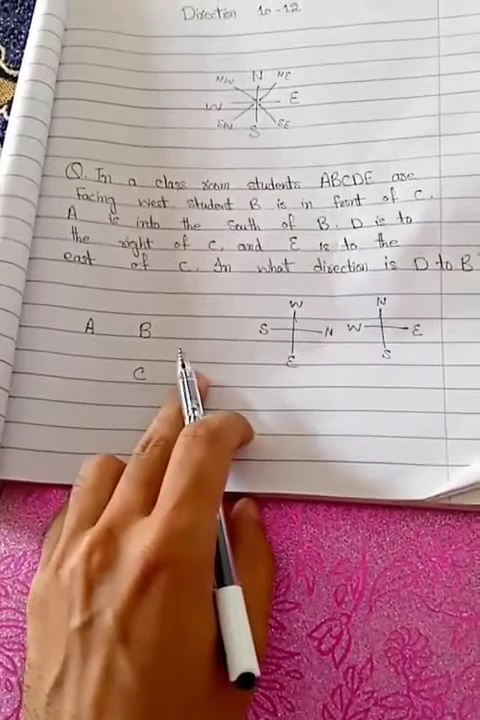 Direction 10-12
NW N NE
W E
SW S SE
Q. In a class room students ABCDE are
Facing west. student B is in front of C.
A is into the South of B. D is to
the right of C, and E is to the
east of C. In what direction is D to B
W N
A B S N W E
E S
C